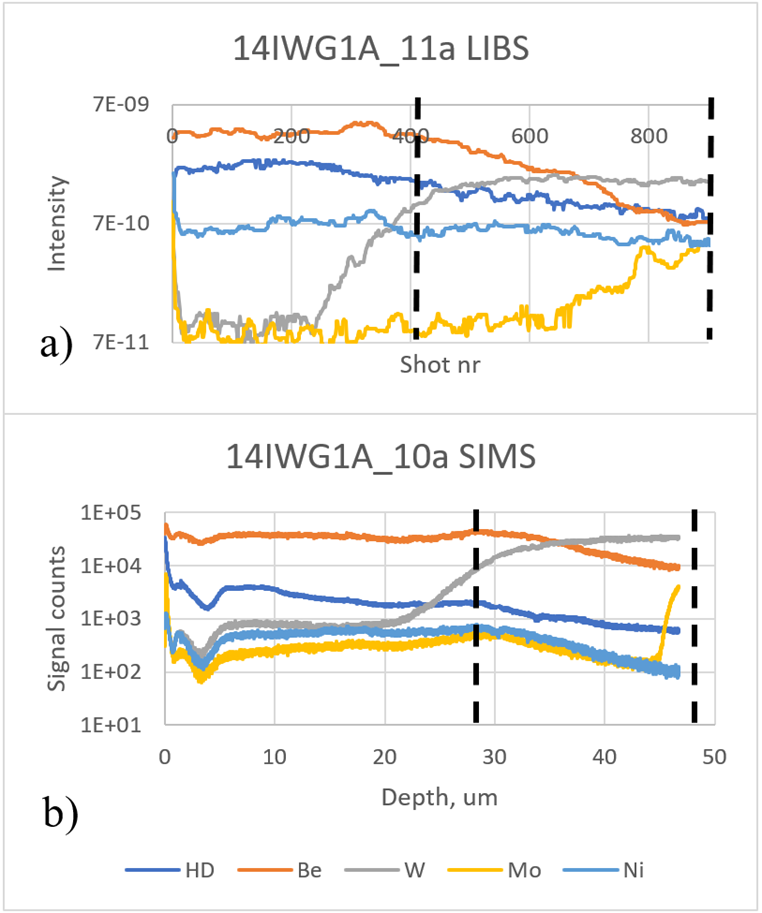 14IWG1A_11a LIBS
7E-09
0 200 400 600 800
Intensity
7E-10
a) 7E-11
Shot nr
14IWG1A_10a SIMS
1E+05
1E+04
Signal counts
1E+03
1E+02
1E+01
0 10 20 30 40 50
b) Depth, um
HD Be W Mo Ni